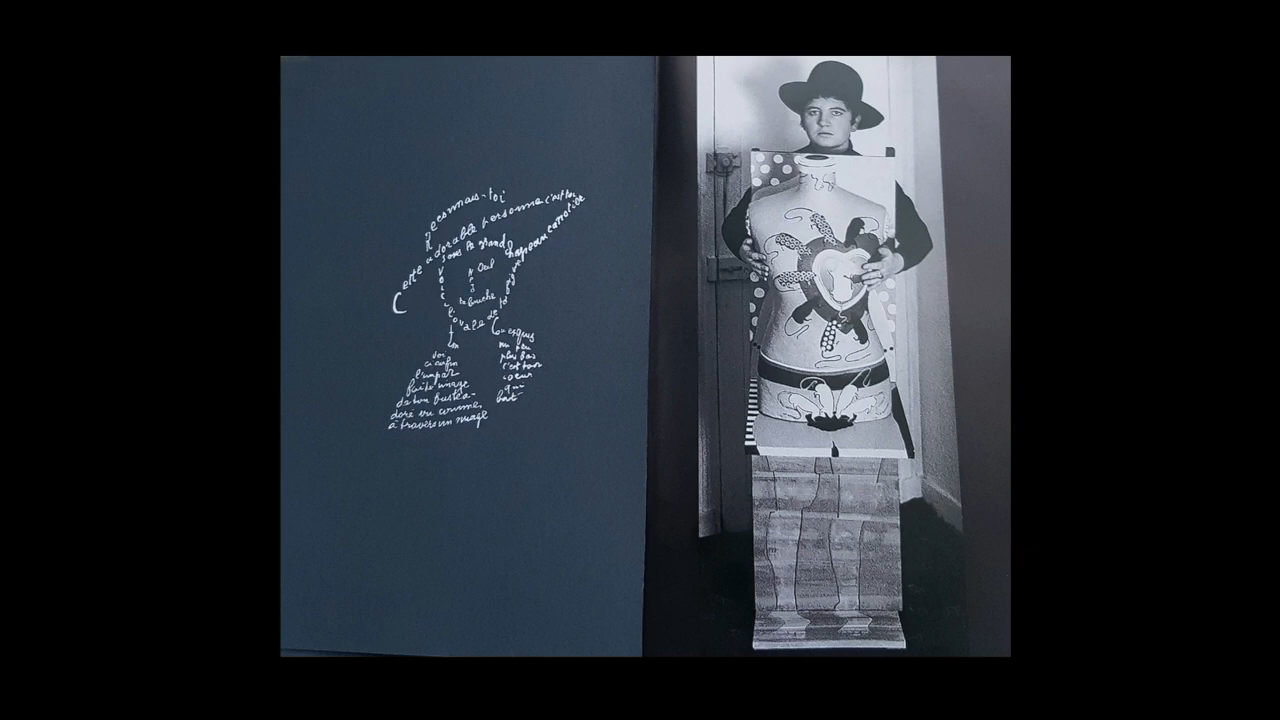 Reconnais-toi
Cette adorable personne c'est toi
Sous le grand chapeau canotier
Oeil
Nez
la bouche
Voici l'ovale de ta figure
Ton
Cou exquis
Voi
ci enfin
l'impar
faite image
de ton buste a-
doré vu comme
à travers un nuage
un peu
plus bas
c'est ton
coeur
qui
bat